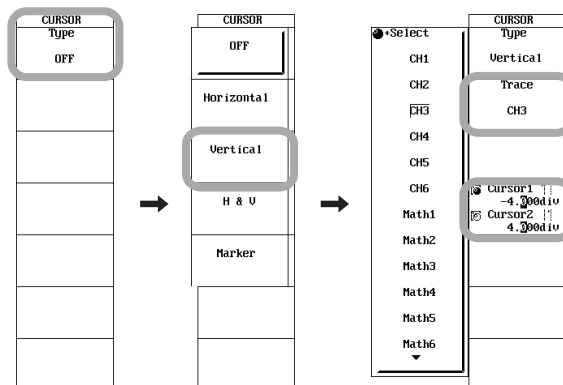 CURSOR
Type
OFF
CURSOR
OFF
Horizontal
Vertical
H & V
Marker
+Select
CH1
CH2
CH3
CH4
CH5
CH6
Math1
Math2
Math3
Math4
Math5
Math6
CURSOR
Type
Vertical
Trace
CH3
Cursor1
-4.000div
Cursor2
4.000div